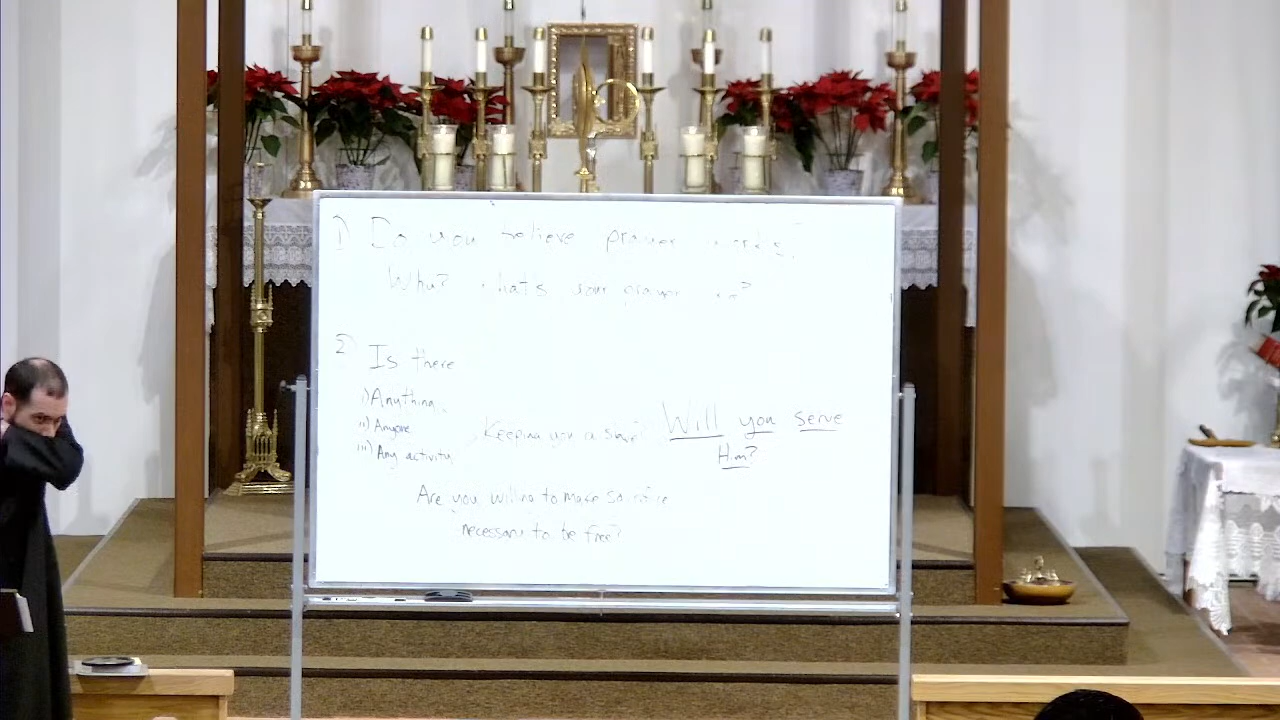 1) Do you believe prayer works?
Why? What's your prayer
2) Is there
i) Anything
ii) Anyone
iii) Any activity
Keeping you a slave?
Will you serve
Him?
Are you willing to make sacrifice
necessary to be free?